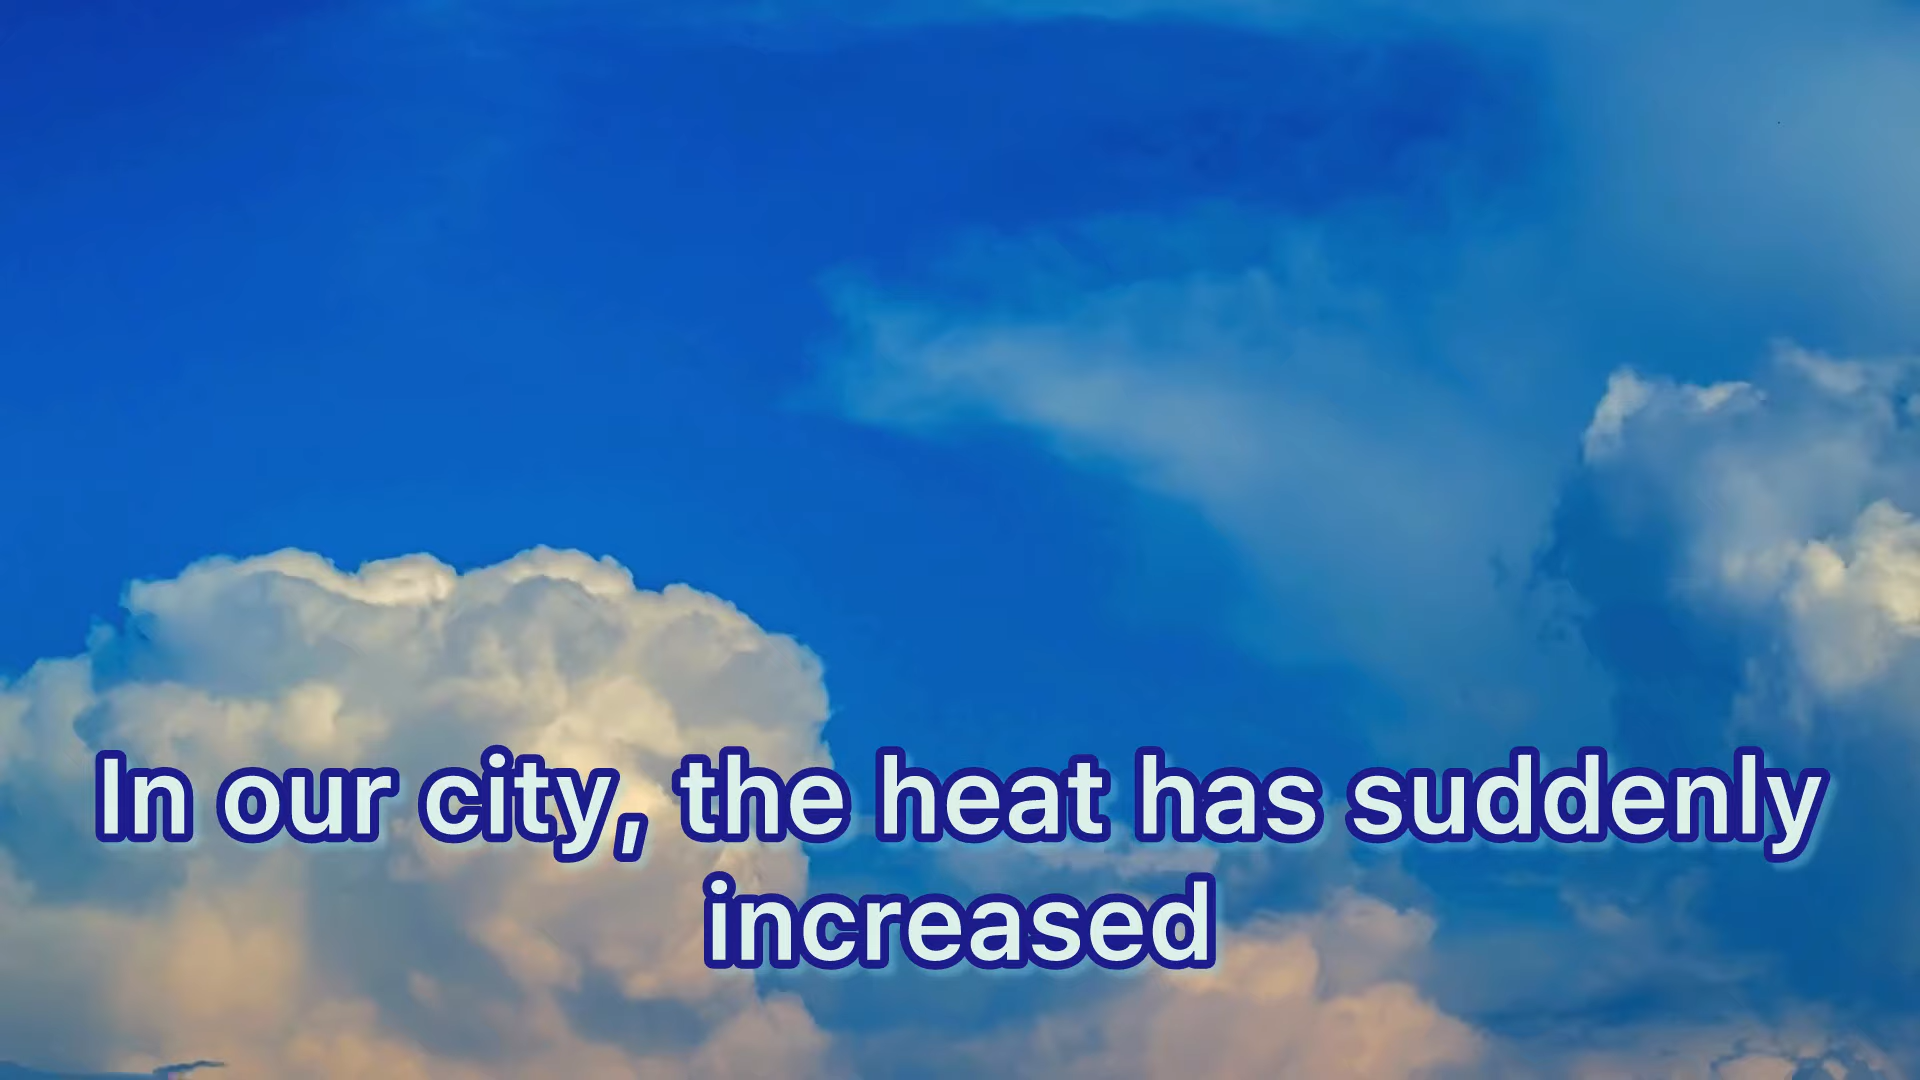 In our city, the heat has suddenly
increased